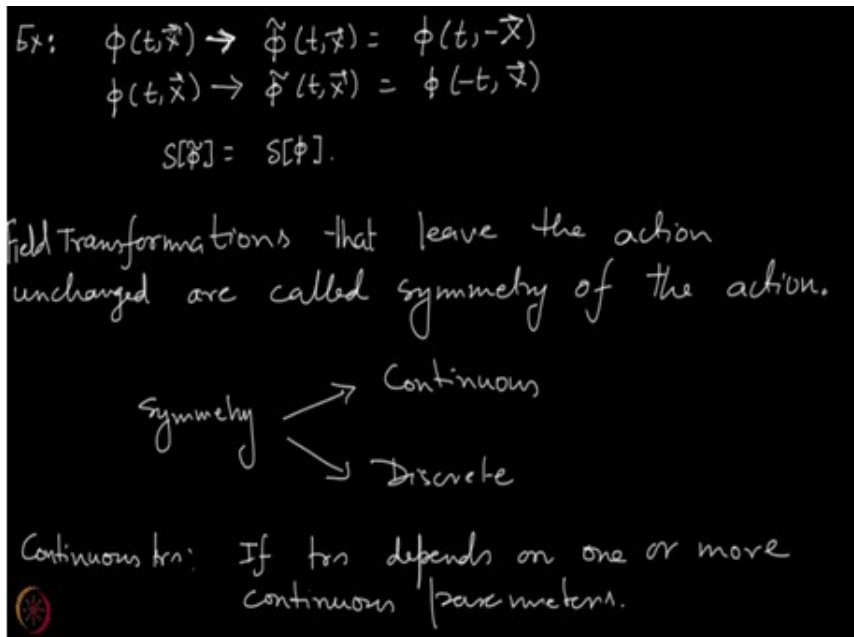 Ex: ϕ(t,x⃗) → ϕ̃(t,x⃗) = ϕ(t,-x⃗)
ϕ(t,x⃗) → ϕ̃(t,x⃗) = ϕ(-t,x⃗)
S[ϕ̃] = S[ϕ].
Field Transformations that leave the action
unchanged are called symmetry of the action.
Continuous
Symmetry
Discrete
Continuous trn: If trn depends on one or more
continuous parameters.